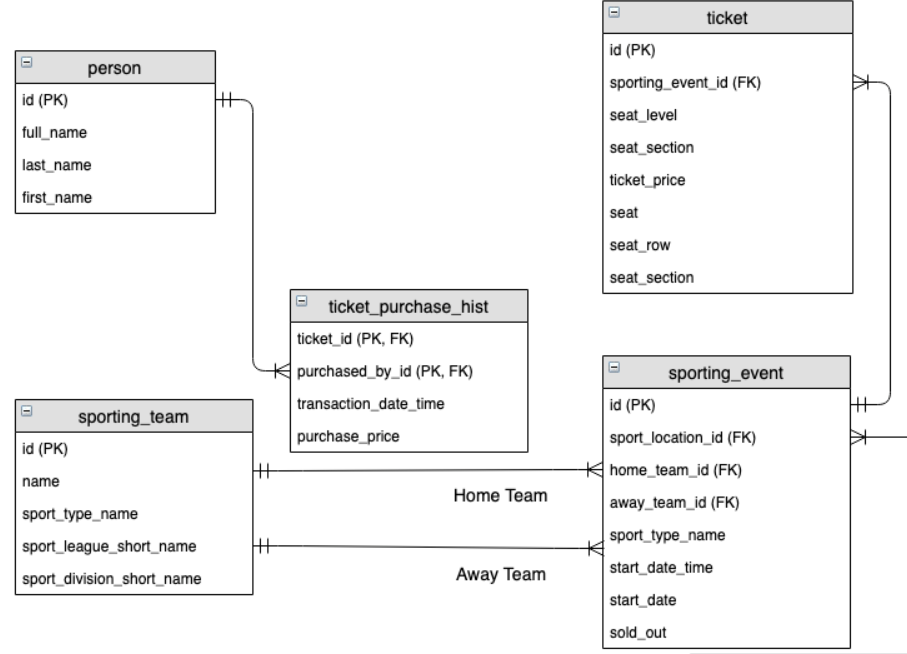 person
id (PK)
full_name
last_name
first_name
ticket
id (PK)
sporting_event_id (FK)
seat_level
seat_section
ticket_price
seat
seat_row
seat_section
ticket_purchase_hist
ticket_id (PK, FK)
purchased_by_id (PK, FK)
transaction_date_time
purchase_price
sporting_team
id (PK)
name
sport_type_name
sport_league_short_name
sport_division_short_name
Home Team
Away Team
sporting_event
id (PK)
sport_location_id (FK)
home_team_id (FK)
away_team_id (FK)
sport_type_name
start_date_time
start_date
sold_out